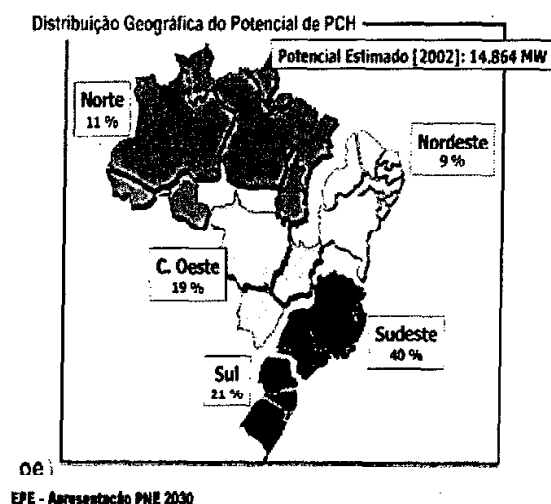 Distribuição Geográfica do Potencial de PCH
Potencial Estimado [2002]: 14.864 MW
Norte
11 %
Nordeste
9 %
C. Oeste
19 %
Sudeste
40 %
Sul
21 %
oe)
EPE - Apresentação PNE 2030